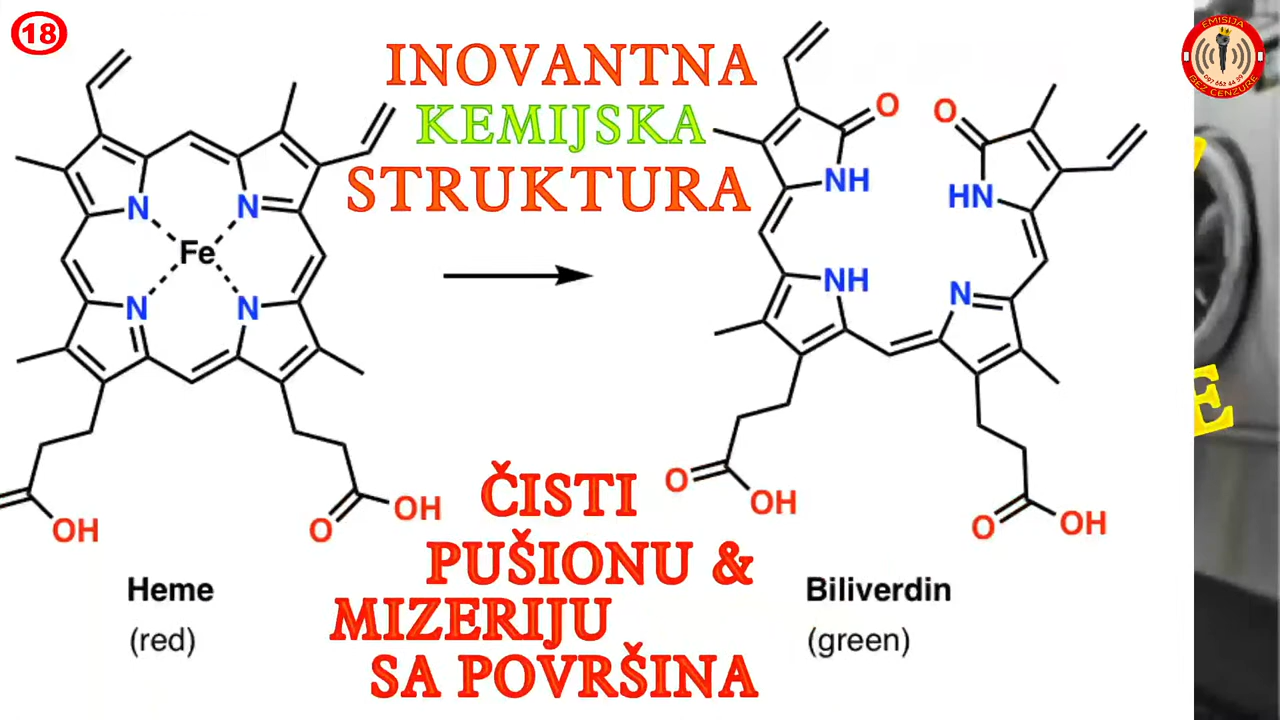 18
INOVANTNA
KEMIJSKA
STRUKTURA
EMISIJA
BEZ CENZURE
O
O
NH
HN
N
N
Fe
N
N
NH
N
OH
O
OH
O
OH
O
OH
ČISTI
PUŠIONU &
MIZERIJU
SA POVRŠINA
Heme
(red)
Biliverdin
(green)
E